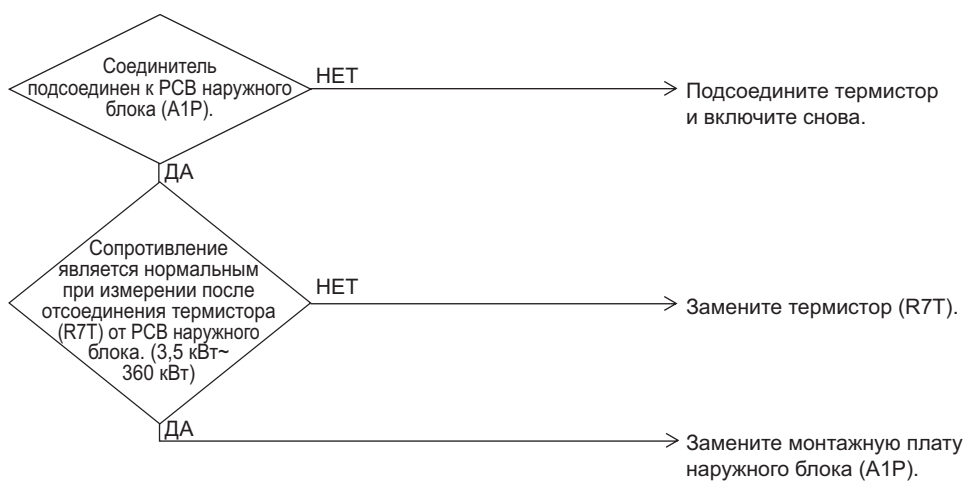 Соединитель
подсоединен к PCB наружного
блока (A1P).
НЕТ
Подсоедините термистор
и включите снова.
ДА
Сопротивление
является нормальным
при измерении после
отсоединения термистора
(R7T) от PCB наружного
блока. (3,5 кВт~
360 кВт)
НЕТ
Замените термистор (R7T).
ДА
Замените монтажную плату
наружного блока (A1P).